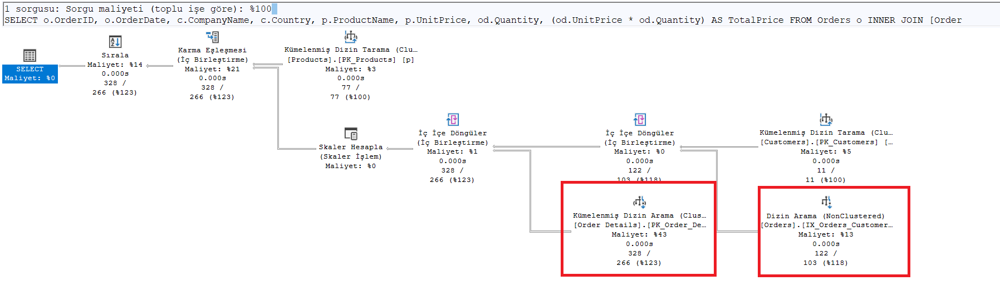 1 sorgusu: Sorgu maliyeti (toplu işe göre): %100
SELECT o.OrderID, o.OrderDate, c.CompanyName, c.Country, p.ProductName, p.UnitPrice, od.Quantity, (od.UnitPrice * od.Quantity) AS TotalPrice FROM Orders o INNER JOIN [Order
SELECT
Maliyet: %0
Sırala
Maliyet: %14
0.000s
328 /
266 (%123)
Karma Eşleşmesi
(İç Birleştirme)
Maliyet: %21
0.000s
328 /
266 (%123)
Kümelenmiş Dizin Tarama (Clu…
[Products].[PK_Products] [p]
Maliyet: %3
0.000s
77 /
77 (%100)
Skaler Hesapla
(Skaler İşlem)
Maliyet: %0
İç İçe Döngüler
(İç Birleştirme)
Maliyet: %1
0.000s
328 /
266 (%123)
İç İçe Döngüler
(İç Birleştirme)
Maliyet: %0
0.000s
122 /
103 (%118)
Kümelenmiş Dizin Tarama (Clu…
[Customers].[PK_Customers] […
Maliyet: %5
0.000s
11 /
11 (%100)
Kümelenmiş Dizin Arama (Clus…
[Order Details].[PK_Order_De…
Maliyet: %43
0.000s
328 /
266 (%123)
Dizin Arama (NonClustered)
[Orders].[IX_Orders_Customer…
Maliyet: %13
0.000s
122 /
103 (%118)